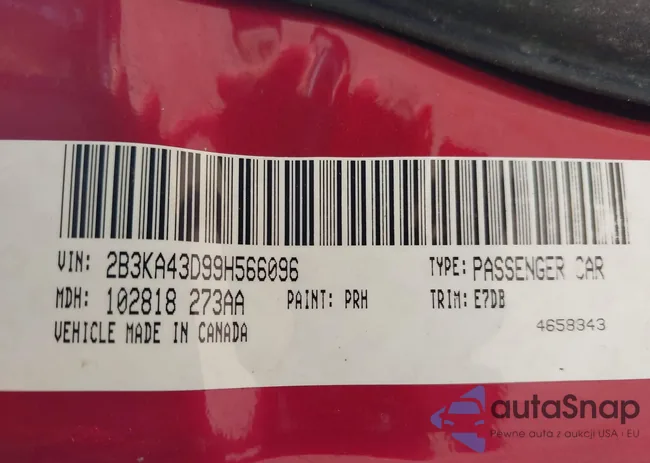 VIN: 2B3KA43D99H566096 TYPE: PASSENGER CAR
MDH: 102818 273AA PAINT: PRH TRIM: E7DB
VEHICLE MADE IN CANADA 4658343
autaSnap
Pewne auta z aukcji USA i EU